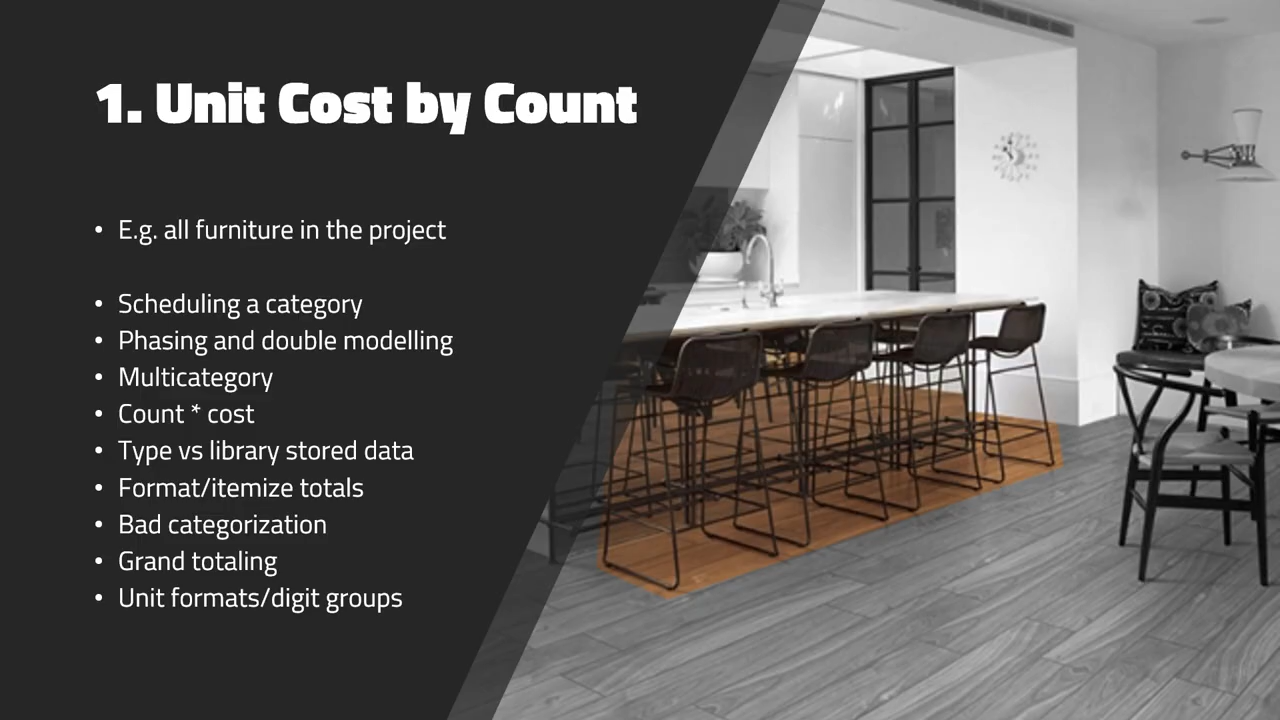 1. Unit Cost by Count
• E.g. all furniture in the project
• Scheduling a category
• Phasing and double modelling
• Multicategory
• Count * cost
• Type vs library stored data
• Format/itemize totals
• Bad categorization
• Grand totaling
• Unit formats/digit groups